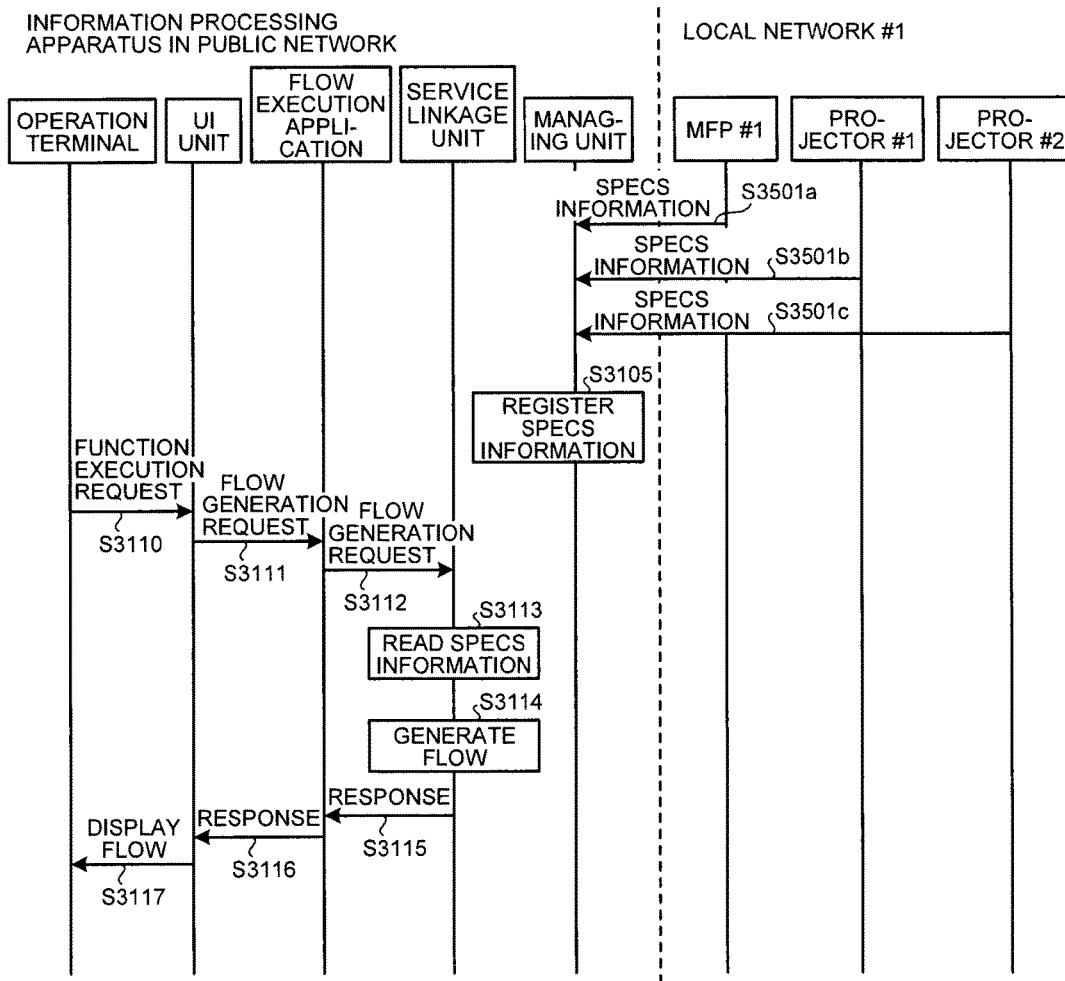 INFORMATION PROCESSING
APPARATUS IN PUBLIC NETWORK
LOCAL NETWORK #1
OPERATION
TERMINAL
UI
UNIT
FLOW
EXECUTION
APPLI-
CATION
SERVICE
LINKAGE
UNIT
MANAG-
ING UNIT
MFP #1
PRO-
JECTOR #1
PRO-
JECTOR #2
SPECS
INFORMATION
S3501a
SPECS
INFORMATION
S3501b
SPECS
INFORMATION
S3501c
S3105
REGISTER
SPECS
INFORMATION
FUNCTION
EXECUTION
REQUEST
S3110
FLOW
GENERATION
REQUEST
S3111
FLOW
GENERATION
REQUEST
S3112
S3113
READ SPECS
INFORMATION
S3114
GENERATE
FLOW
RESPONSE
S3115
RESPONSE
S3116
DISPLAY
FLOW
S3117